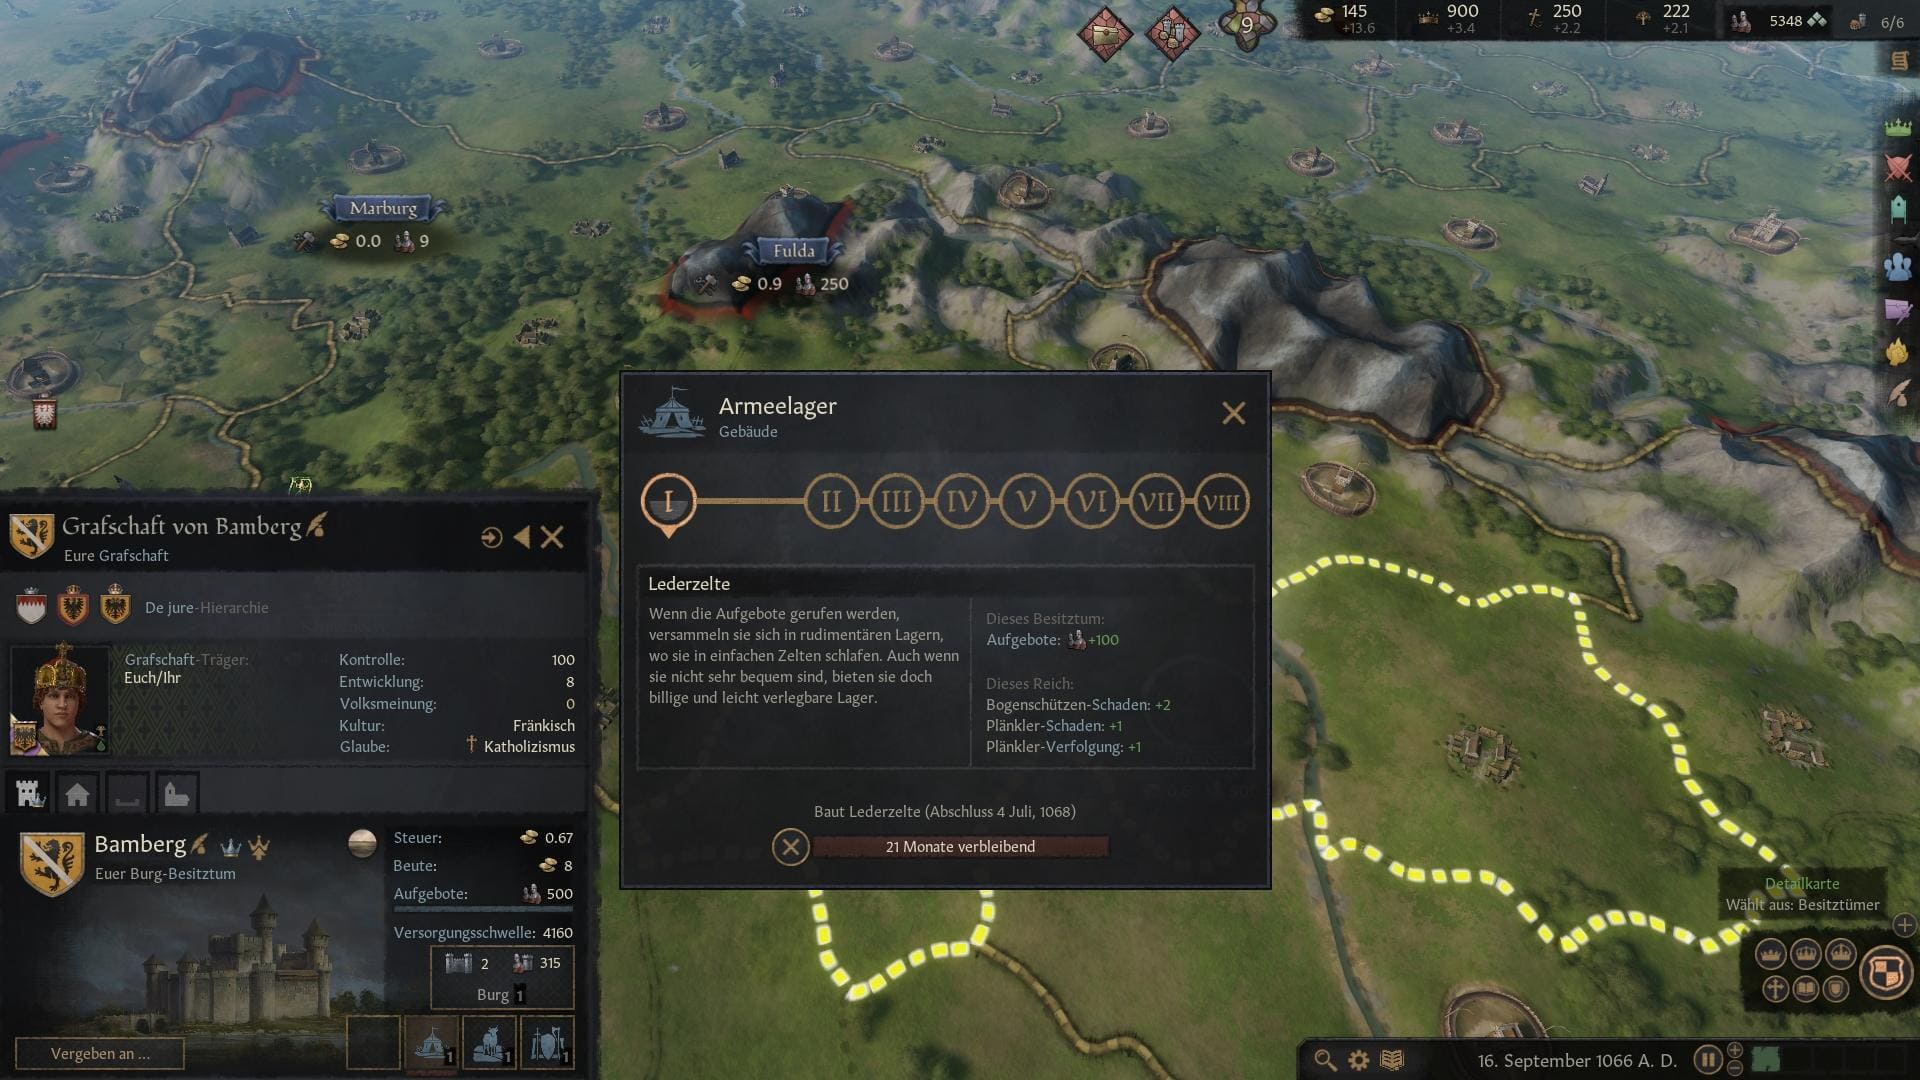 9
145
+13.6
900
+3.4
250
+2.2
222
+2.1
5348
6/6
Marburg
0.0 9
Fulda
0.9 250
Armeelager
Gebäude
I II III IV V VI VII VIII
Lederzelte
Wenn die Aufgebote gerufen werden,
versammeln sie sich in rudimentären Lagern,
wo sie in einfachen Zelten schlafen. Auch wenn
sie nicht sehr bequem sind, bieten sie doch
billige und leicht verlegbare Lager.
Dieses Besitztum:
Aufgebote: +100
Dieses Reich:
Bogenschützen-Schaden: +2
Plänkler-Schaden: +1
Plänkler-Verfolgung: +1
Baut Lederzelte (Abschluss 4 Juli, 1068)
21 Monate verbleibend
Grafschaft von Bamberg
Eure Grafschaft
De jure-Hierarchie
Grafschaft-Träger:
Euch/Ihr
Kontrolle: 100
Entwicklung: 8
Volksmeinung: 0
Kultur: Fränkisch
Glaube: Katholizismus
Bamberg
Euer Burg-Besitztum
Steuer: 0.67
Beute: 8
Aufgebote: 500
Versorgungsschwelle: 4160
2 315
Burg 1
1 1 1
Vergeben an ...
Detailkarte
Wählt aus: Besitztümer
16. September 1066 A. D.